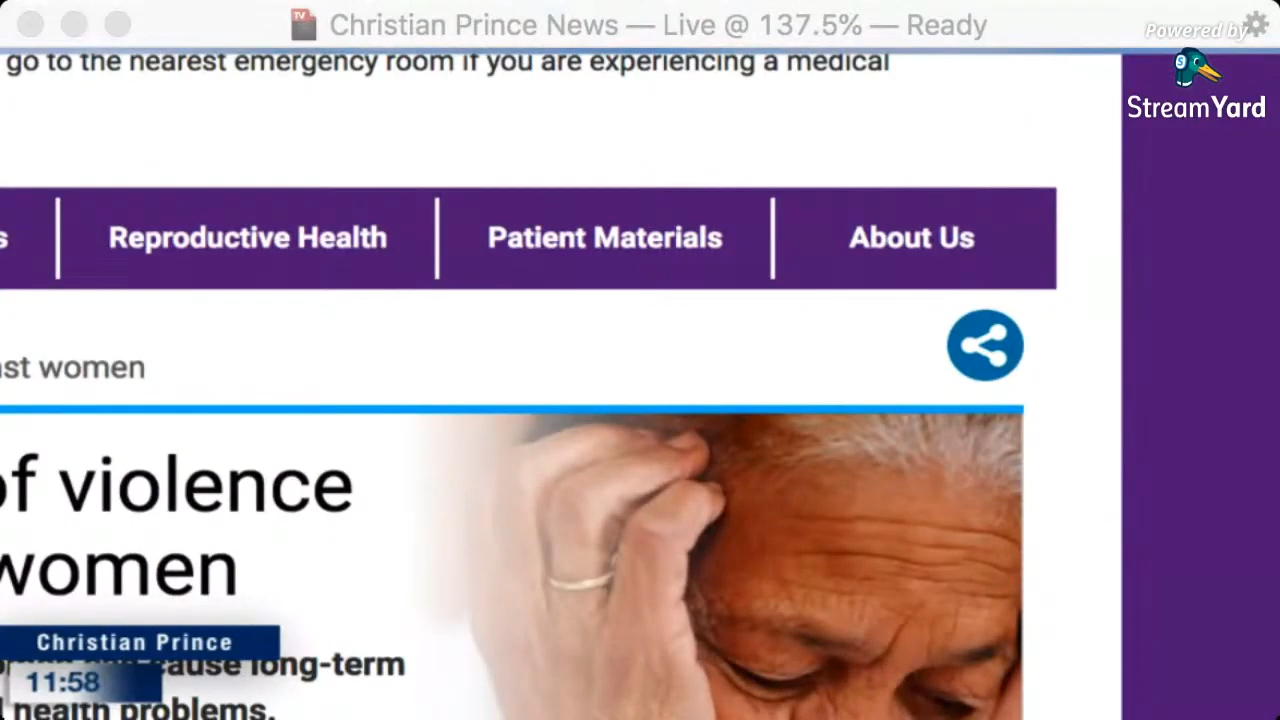 TV Christian Prince News — Live @ 137.5% — Ready
Powered by
StreamYard
go to the nearest emergency room if you are experiencing a medical
s Reproductive Health Patient Materials About Us
st women
of violence
women
Christian Prince
cause long-term
11:58
health problems.